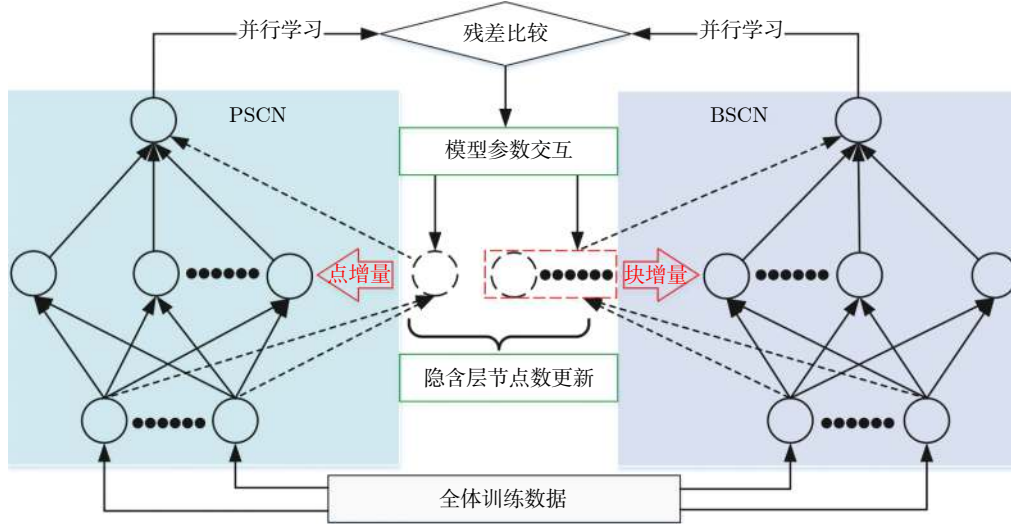 并行学习
残差比较
并行学习
PSCN
BSCN
模型参数交互
点增量
块增量
隐含层节点数更新
全体训练数据